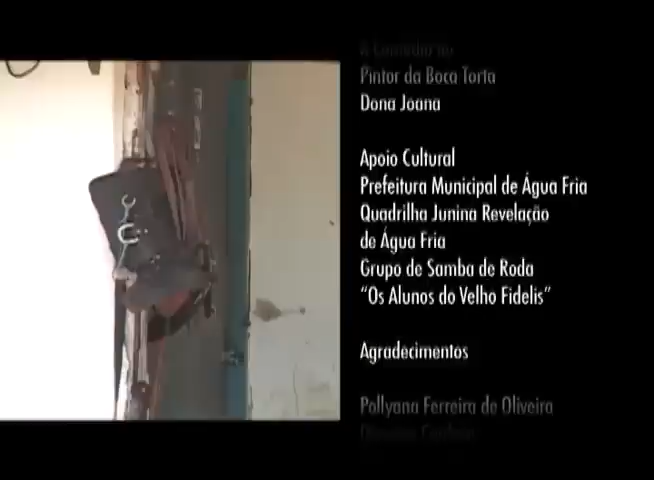 Pintor da Boca Torta
Dona Joana
Apoio Cultural
Prefeitura Municipal de Água Fria
Quadrilha Junina Revelação
de Água Fria
Grupo de Samba de Roda
“Os Alunos do Velho Fidelis”
Agradecimentos
Pollyana Ferreira de Oliveira